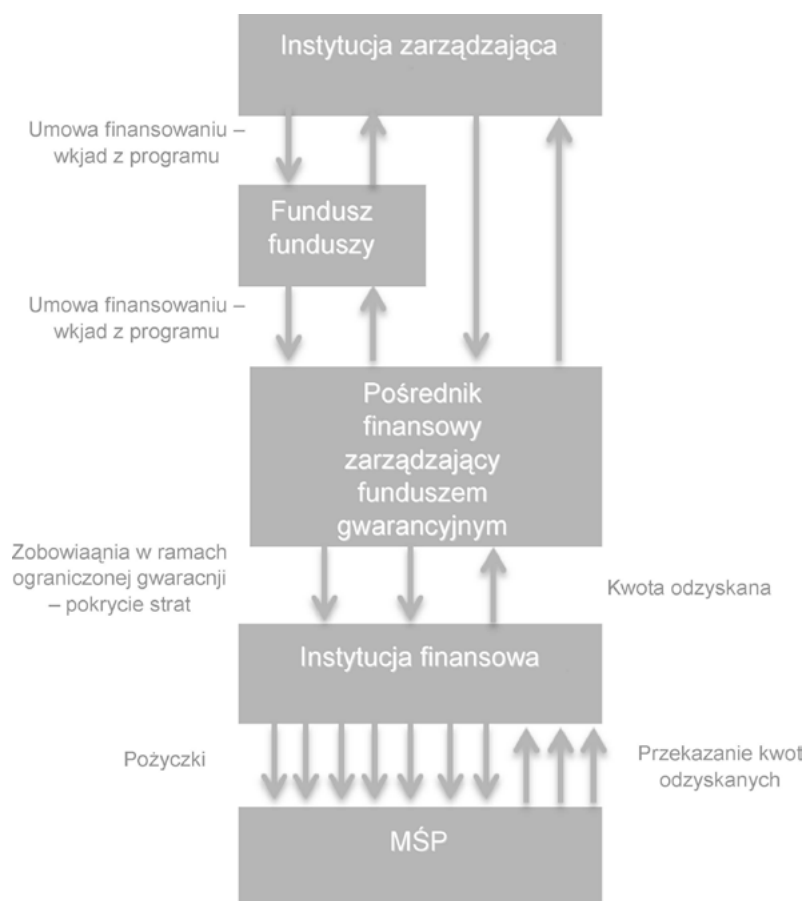 Instytucja zarządzająca
Umowa finansowaniu –
wkjad z programu
Fundusz
funduszy
Umowa finansowaniu –
wkjad z programu
Pośrednik
finansowy
zarządzający
funduszem
gwarancyjnym
Zobowiaąnia w ramach
ograniczonej gwaracnji
– pokrycie strat
Kwota odzyskana
Instytucja finansowa
Pożyczki
Przekazanie kwot
odzyskanych
MŚP